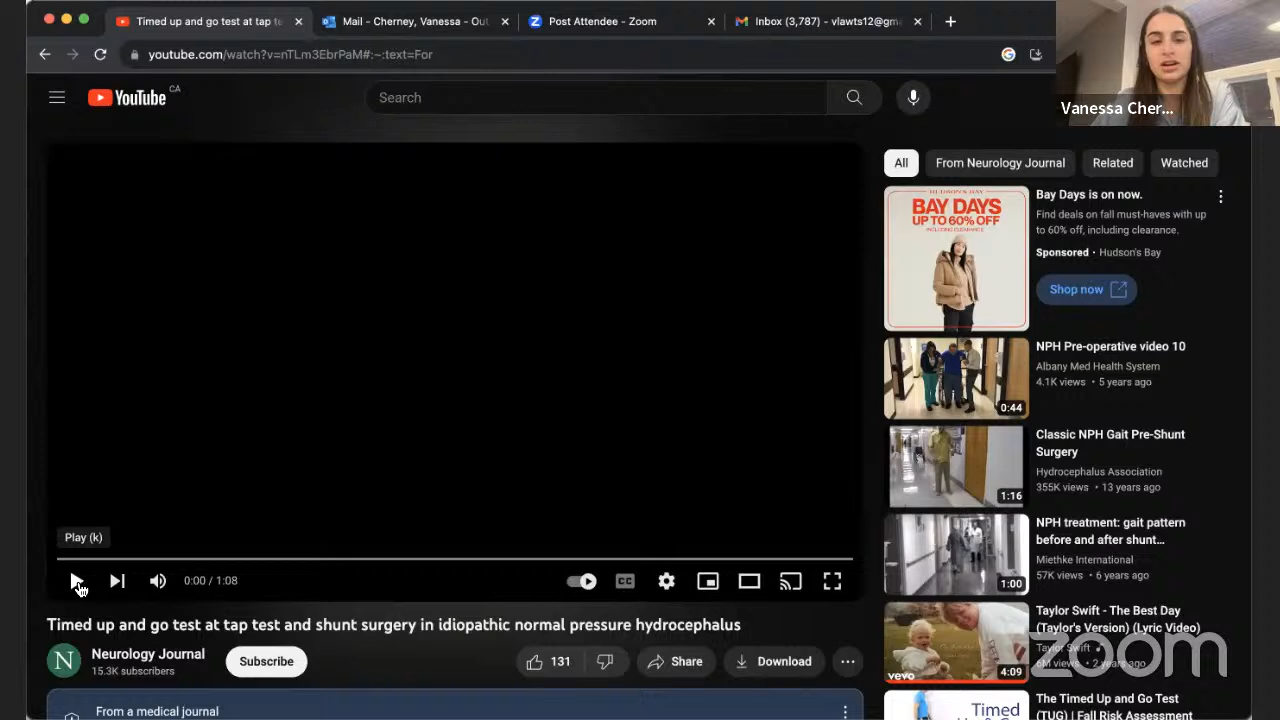 Timed up and go test at tap te
Mail - Cherney, Vanessa - Out
Post Attendee - Zoom
Inbox (3,787) - vlawts12@gm
youtube.com/watch?v=nTLm3EbrPaM#:~:text=For
Vanessa Cher...
YouTube CA
Search
All
From Neurology Journal
Related
Watched
HUDSON'S BAY
BAY DAYS
UP TO 60% OFF
INCLUDING CLEARANCE
Bay Days is on now.
Find deals on fall must-haves with up
to 60% off, including clearance.
Sponsored • Hudson's Bay
Shop now
NPH Pre-operative video 10
Albany Med Health System
4.1K views • 5 years ago
0:44
Classic NPH Gait Pre-Shunt
Surgery
Hydrocephalus Association
355K views • 13 years ago
1:16
NPH treatment: gait pattern
before and after shunt...
Miethke International
57K views • 6 years ago
1:00
Taylor Swift - The Best Day
(Taylor's Version) (Lyric Video)
Taylor Swift
6M views • 2 years ago
vevo
4:09
The Timed Up and Go Test
(TUG) | Fall Risk Assessment
Timed
Play (k)
0:00 / 1:08
CC
Timed up and go test at tap test and shunt surgery in idiopathic normal pressure hydrocephalus
N
Neurology Journal
15.3K subscribers
Subscribe
131
Share
Download
From a medical journal
zoom